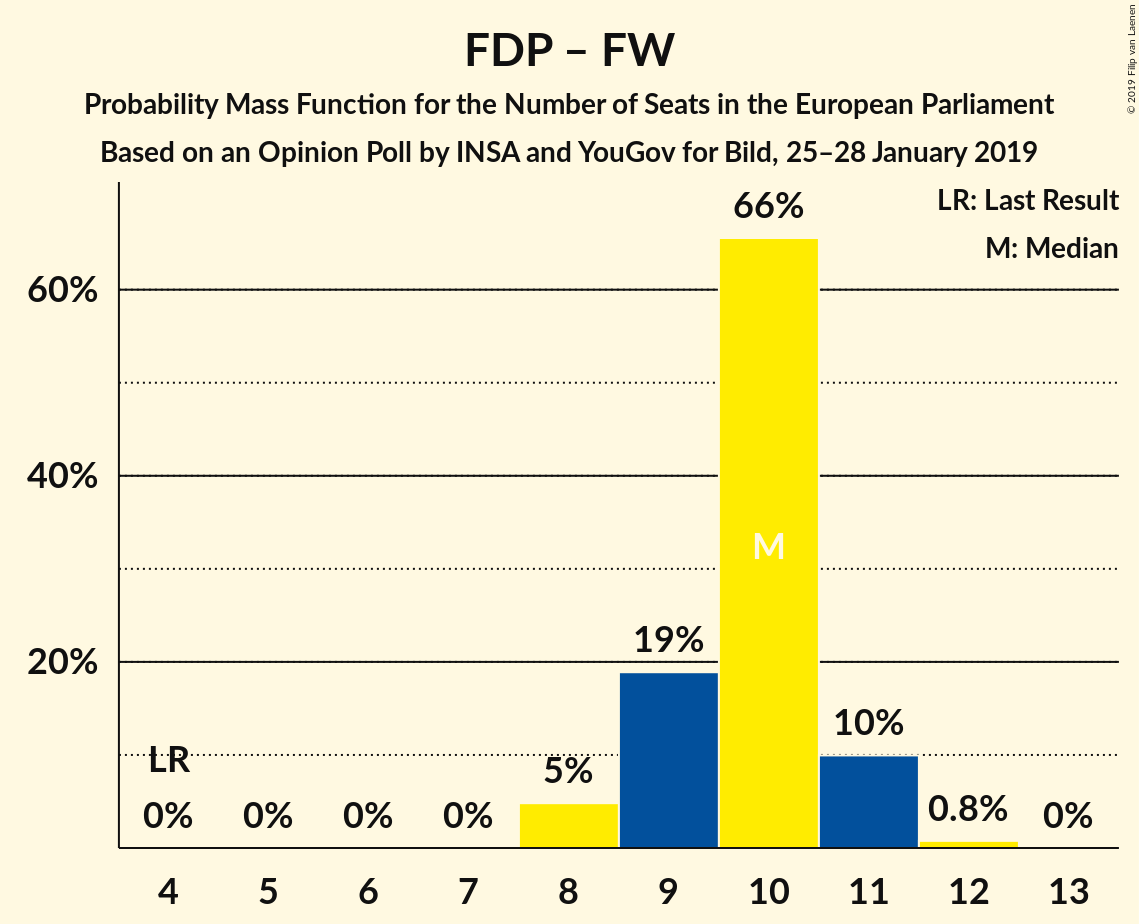 FDP – FW
Probability Mass Function for the Number of Seats in the European Parliament
Based on an Opinion Poll by INSA and YouGov for Bild, 25–28 January 2019
© 2019 Filip van Laenen
LR: Last Result
M: Median
66%
60%
40%
M
19%
20%
10%
LR
5%
0% 0% 0% 0% 0.8% 0%
4 5 6 7 8 9 10 11 12 13